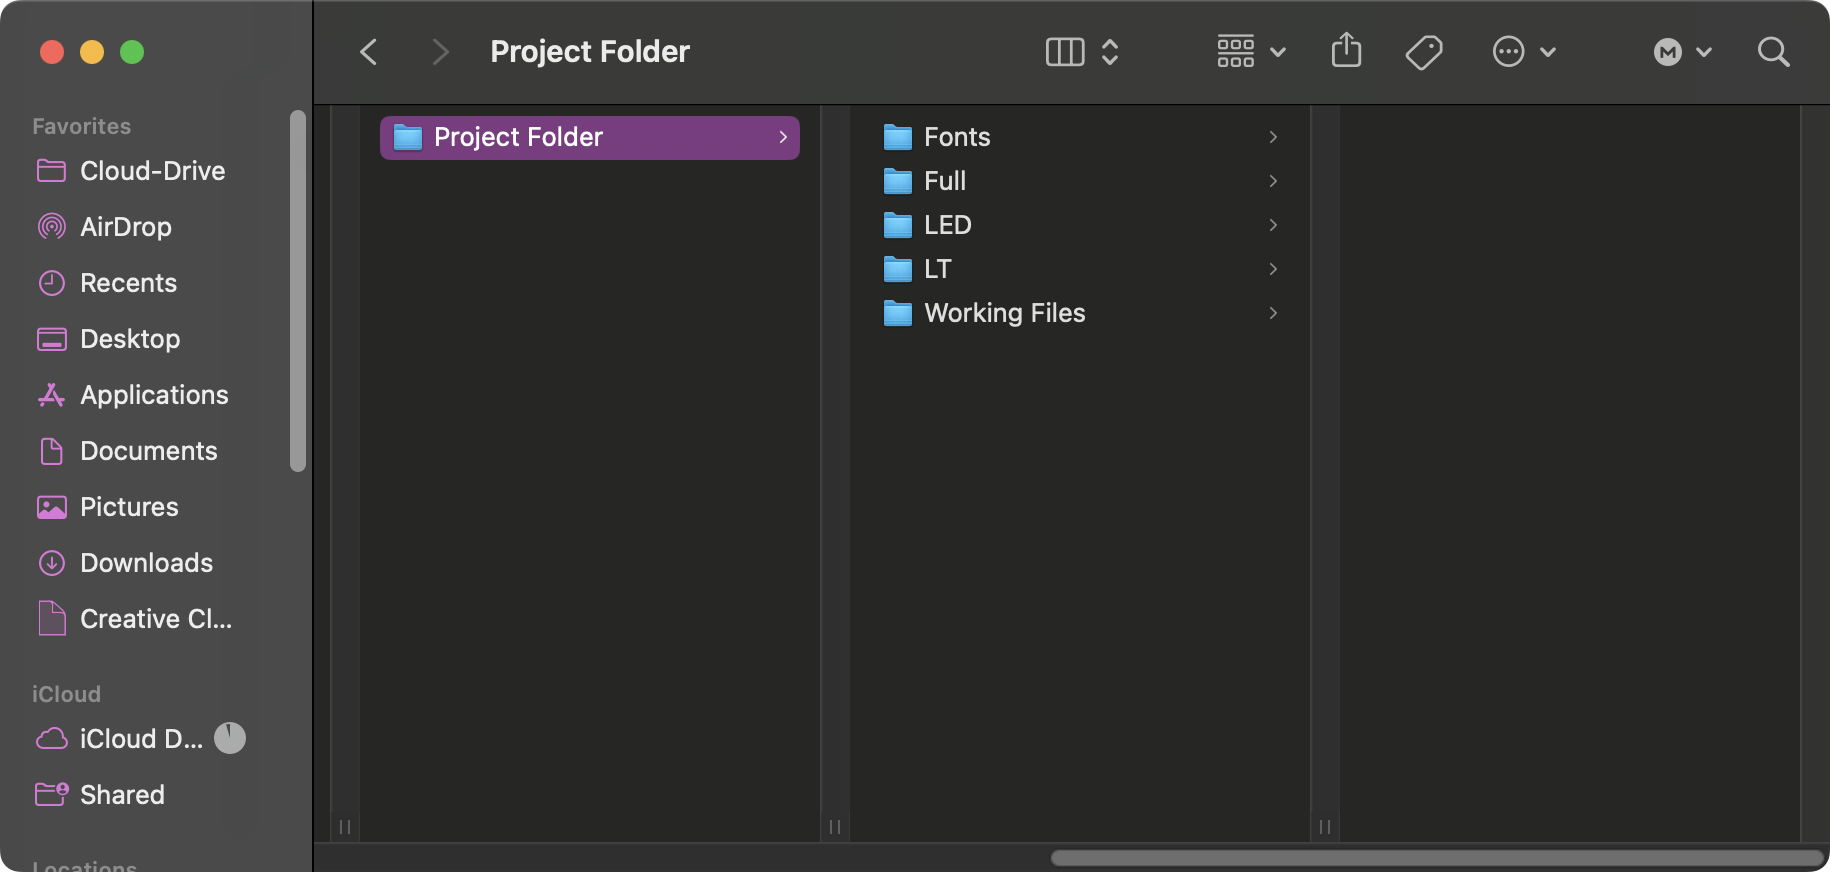 Project Folder
Favorites
Cloud-Drive
AirDrop
Recents
Desktop
Applications
Documents
Pictures
Downloads
Creative Cl...
iCloud
iCloud D...
Shared
Locations
Project Folder
Fonts
Full
LED
LT
Working Files